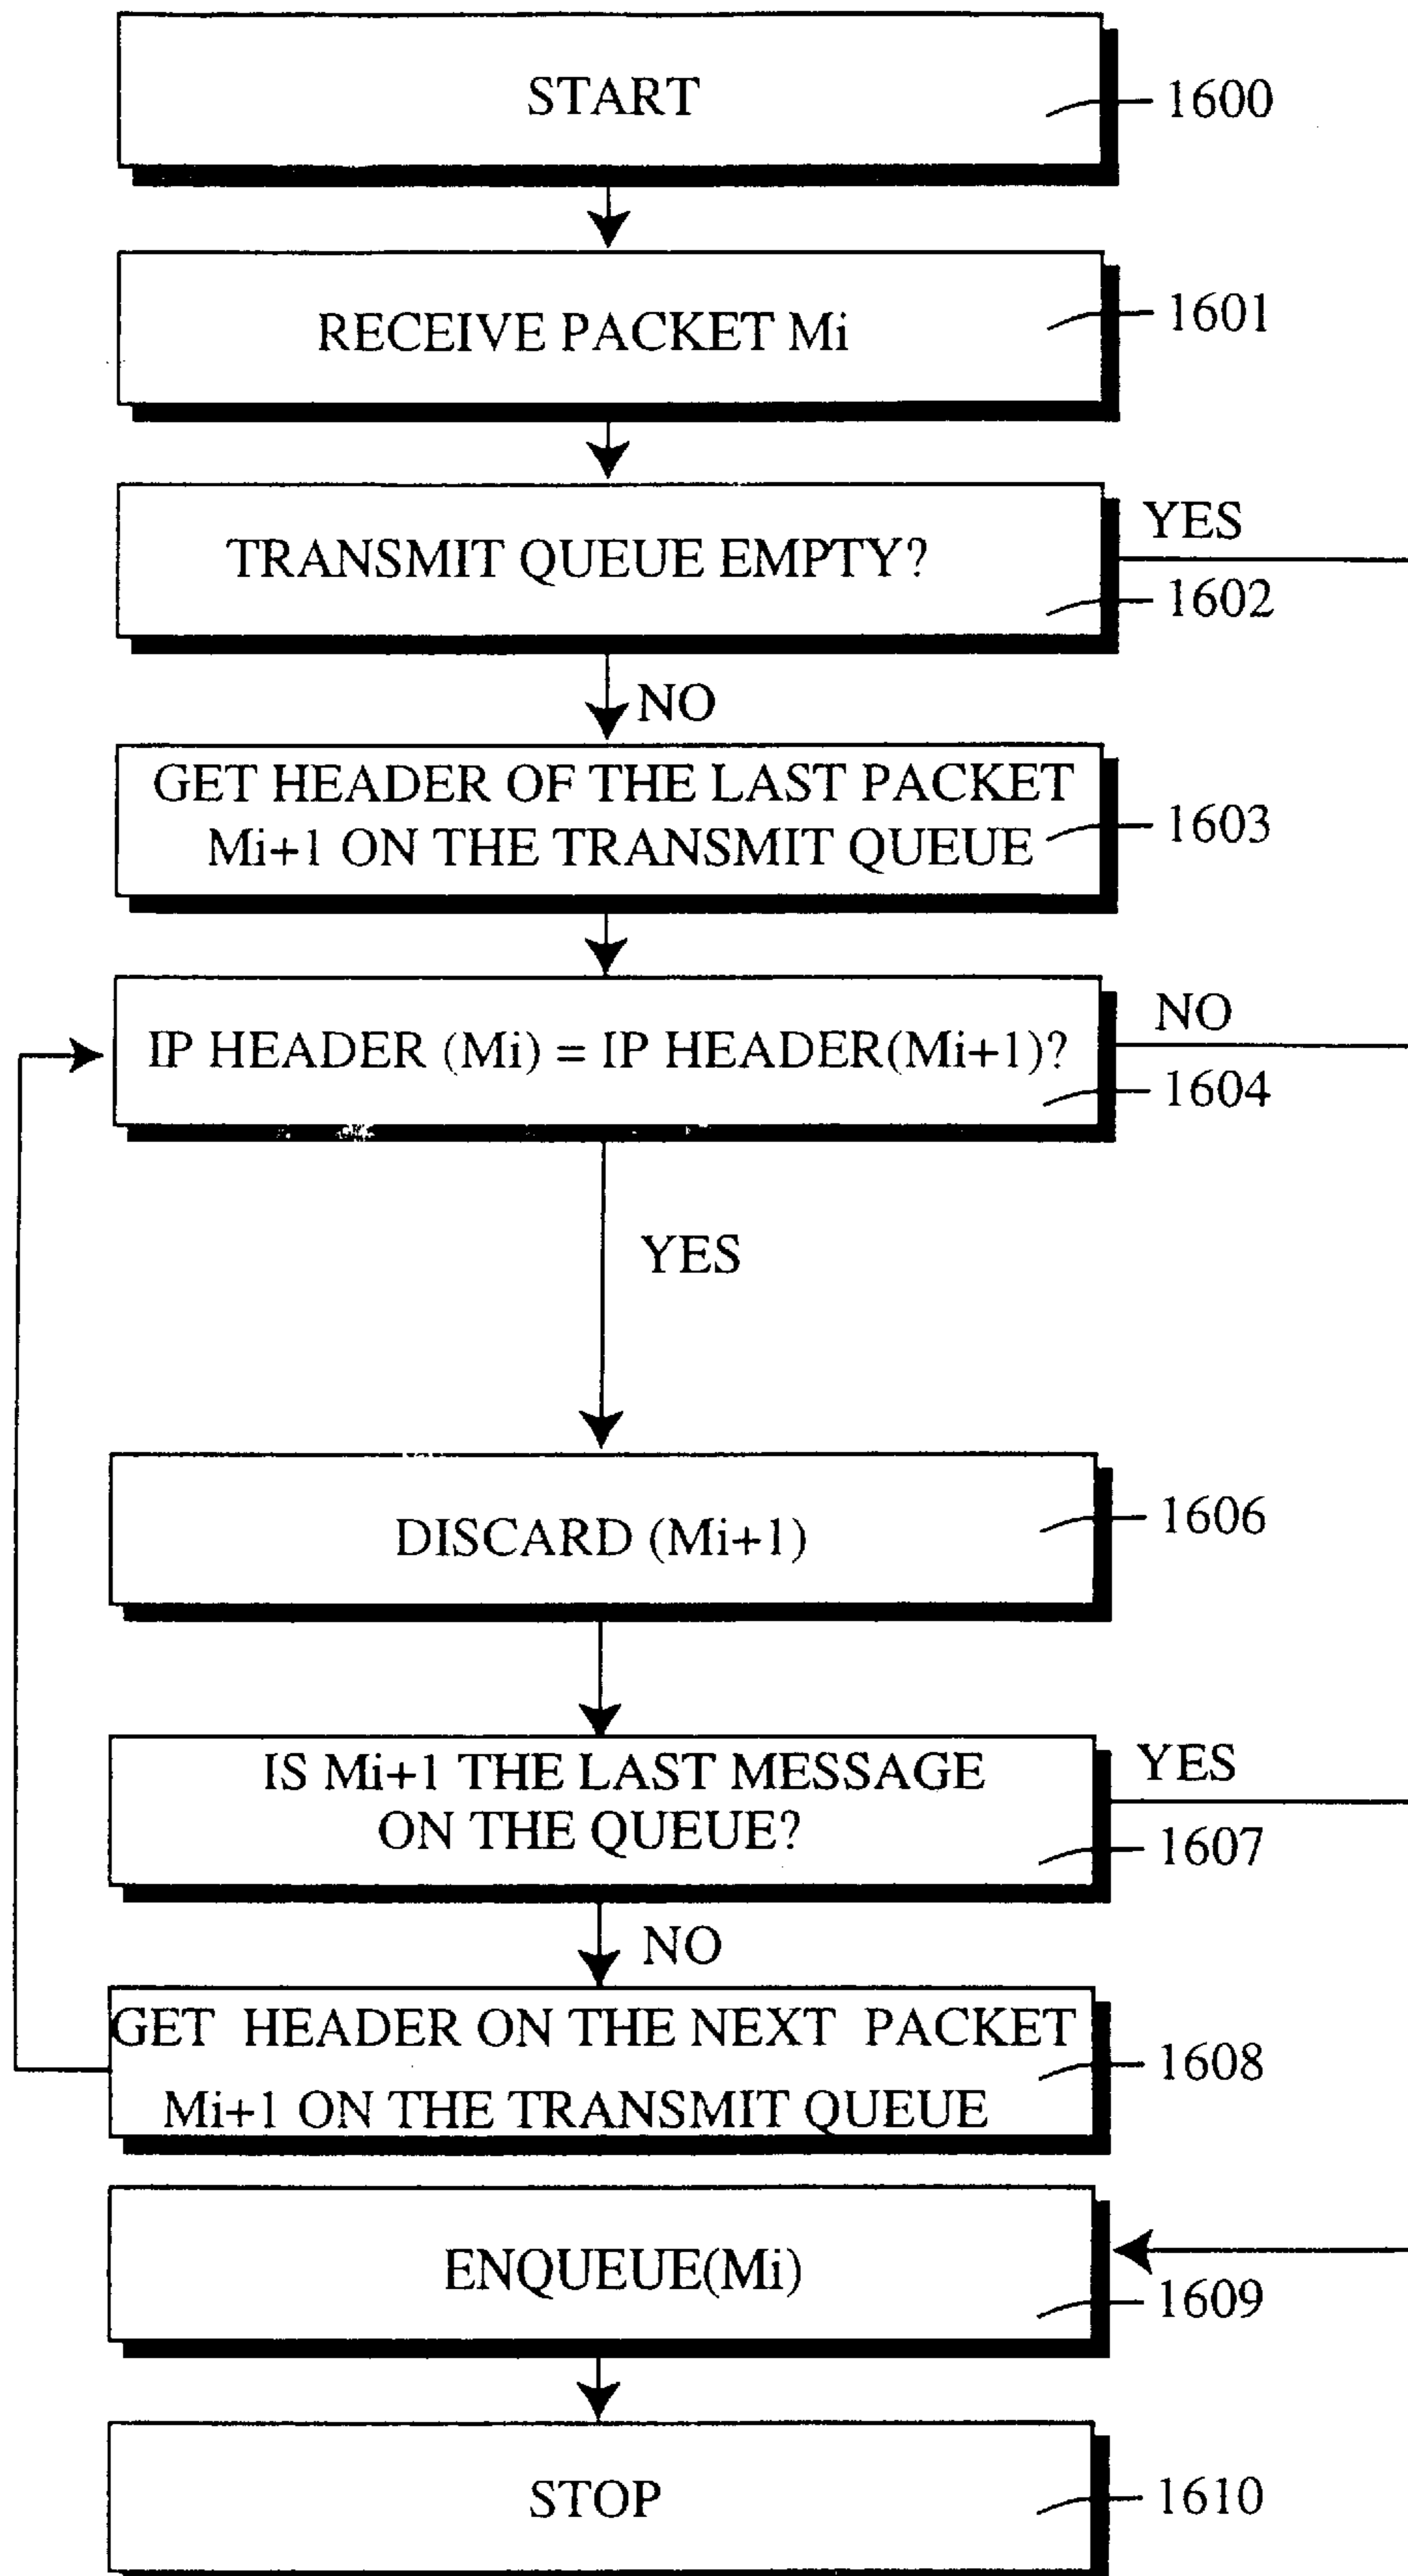 START
1600
RECEIVE PACKET Mi
1601
TRANSMIT QUEUE EMPTY?
YES
1602
NO
GET HEADER OF THE LAST PACKET
Mi+1 ON THE TRANSMIT QUEUE
1603
IP HEADER (Mi) = IP HEADER(Mi+1)?
NO
1604
YES
DISCARD (Mi+1)
1606
IS Mi+1 THE LAST MESSAGE
ON THE QUEUE?
YES
1607
NO
GET HEADER ON THE NEXT PACKET
Mi+1 ON THE TRANSMIT QUEUE
1608
ENQUEUE(Mi)
1609
STOP
1610